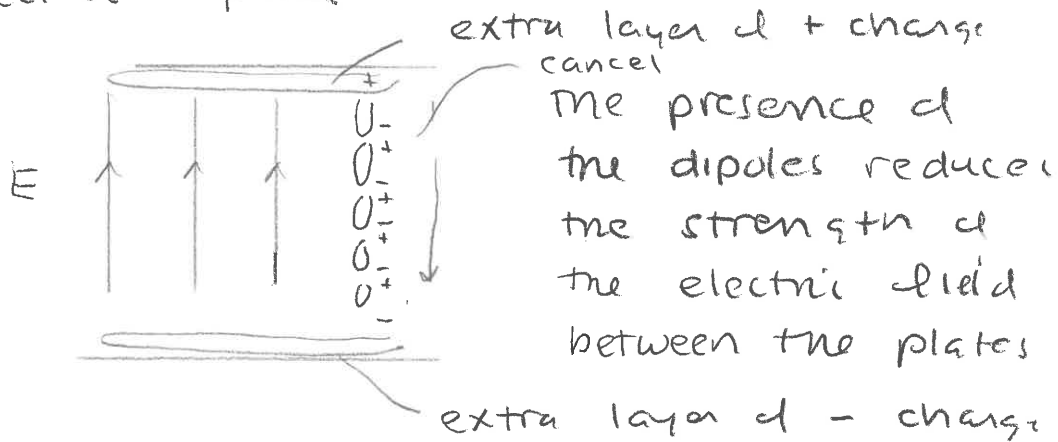 extra layer of + charge
cancel
The presence of
the dipoles reduces
the strength of
E
the electric field
between the plates
extra layer of - charge